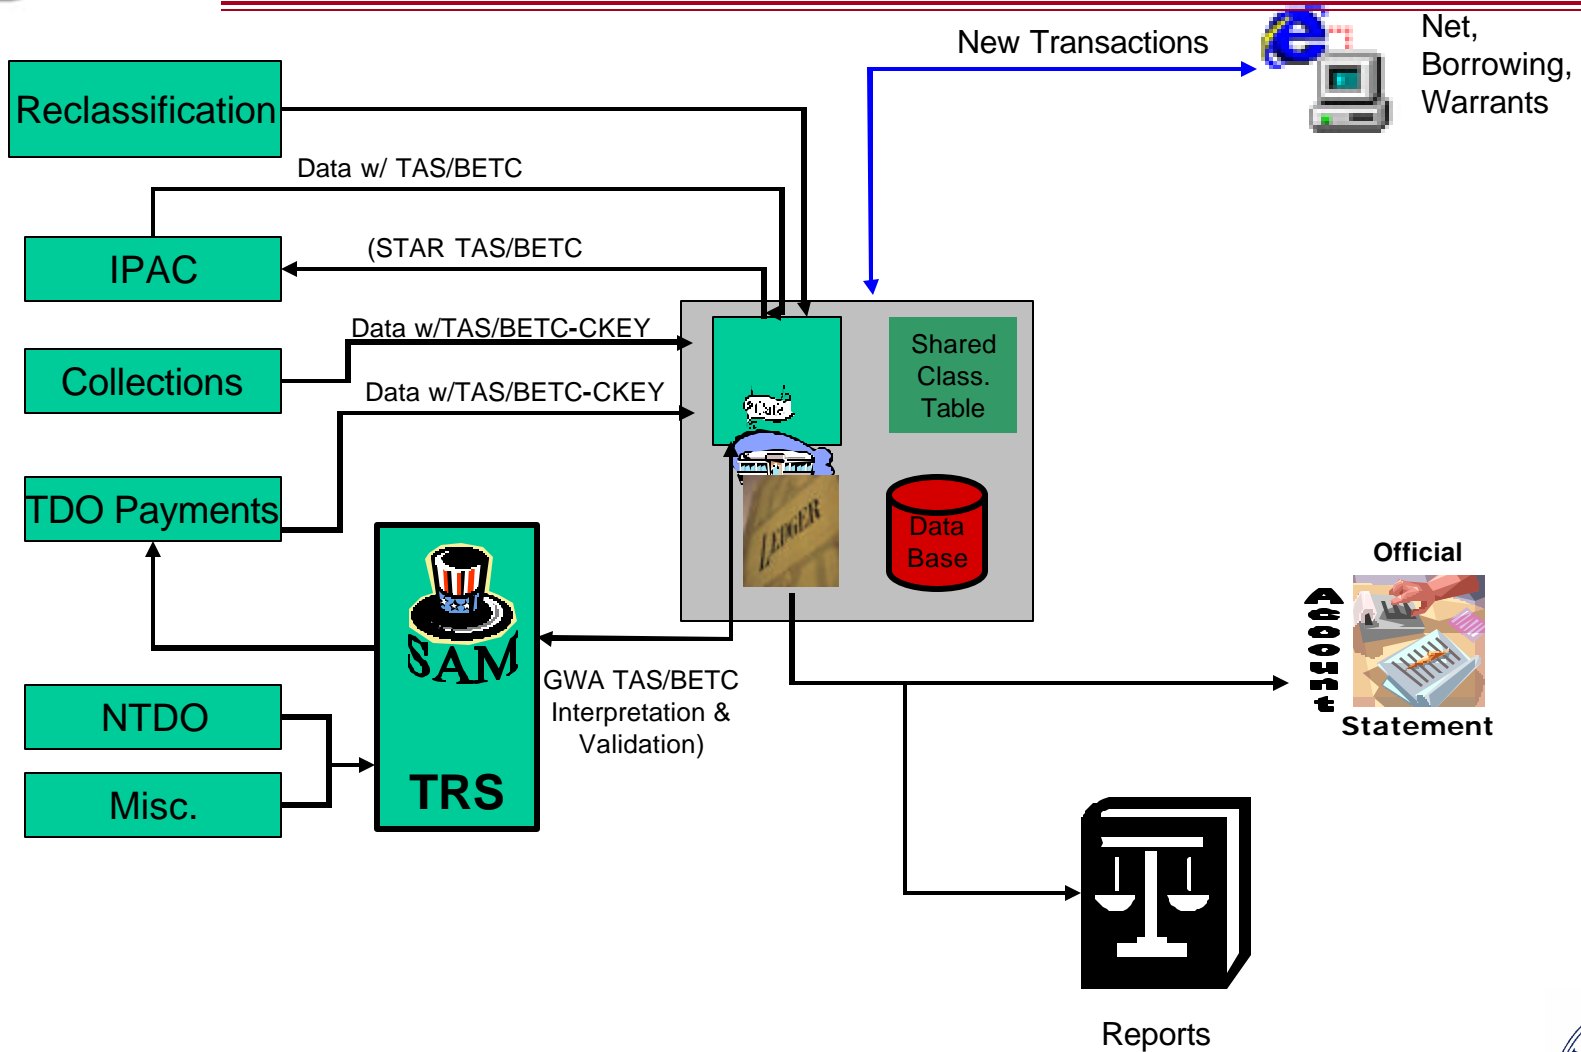 New Transactions
Net,
Borrowing,
Warrants
Reclassification
Data w/ TAS/BETC
IPAC
(STAR TAS/BETC
Collections
Data w/TAS/BETC-CKEY
Data w/TAS/BETC-CKEY
Shared
Class.
Table
TDO Payments
LEDGER
Data
Base
SAM
TRS
GWA TAS/BETC
Interpretation &
Validation)
NTDO
Misc.
Official
Account
Statement
Reports